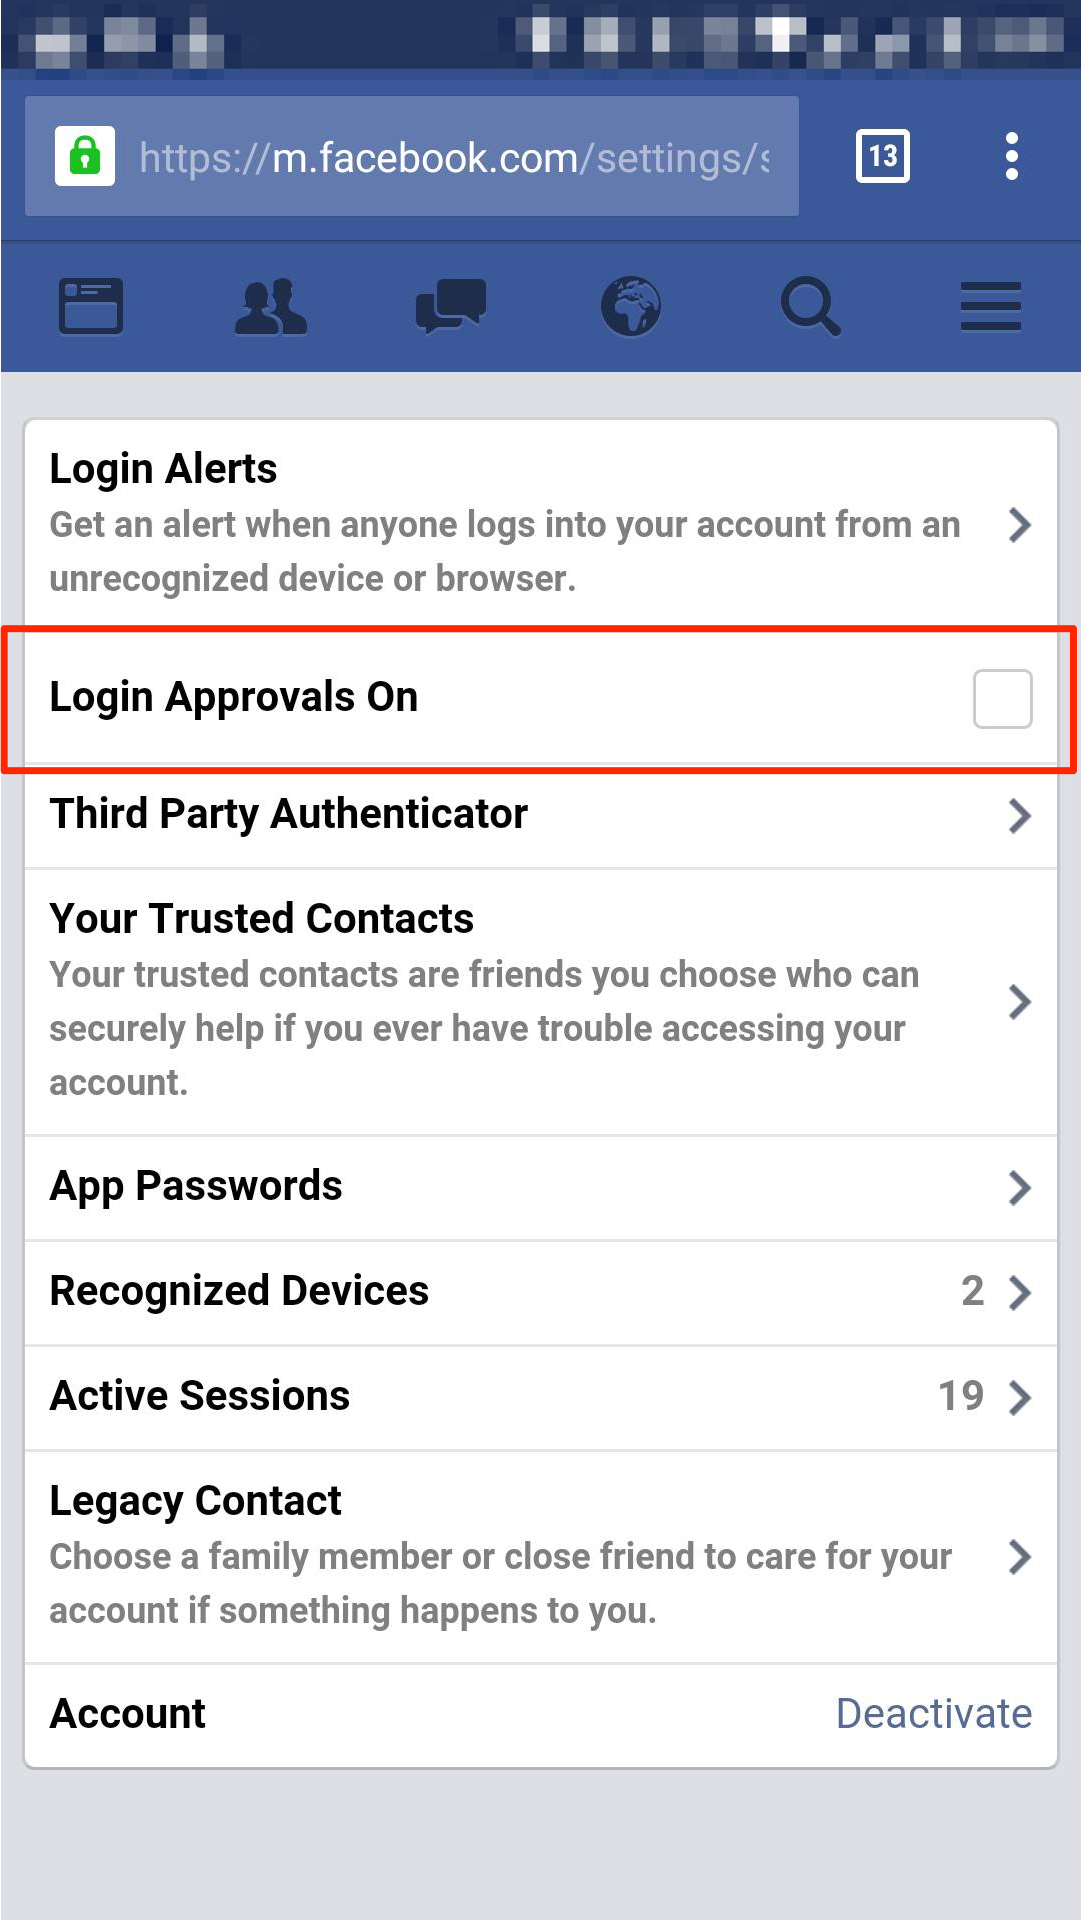 https://m.facebook.com/settings/s
13
Login Alerts
Get an alert when anyone logs into your account from an
unrecognized device or browser.
Login Approvals On
Third Party Authenticator
Your Trusted Contacts
Your trusted contacts are friends you choose who can
securely help if you ever have trouble accessing your
account.
App Passwords
Recognized Devices 2
Active Sessions 19
Legacy Contact
Choose a family member or close friend to care for your
account if something happens to you.
Account Deactivate